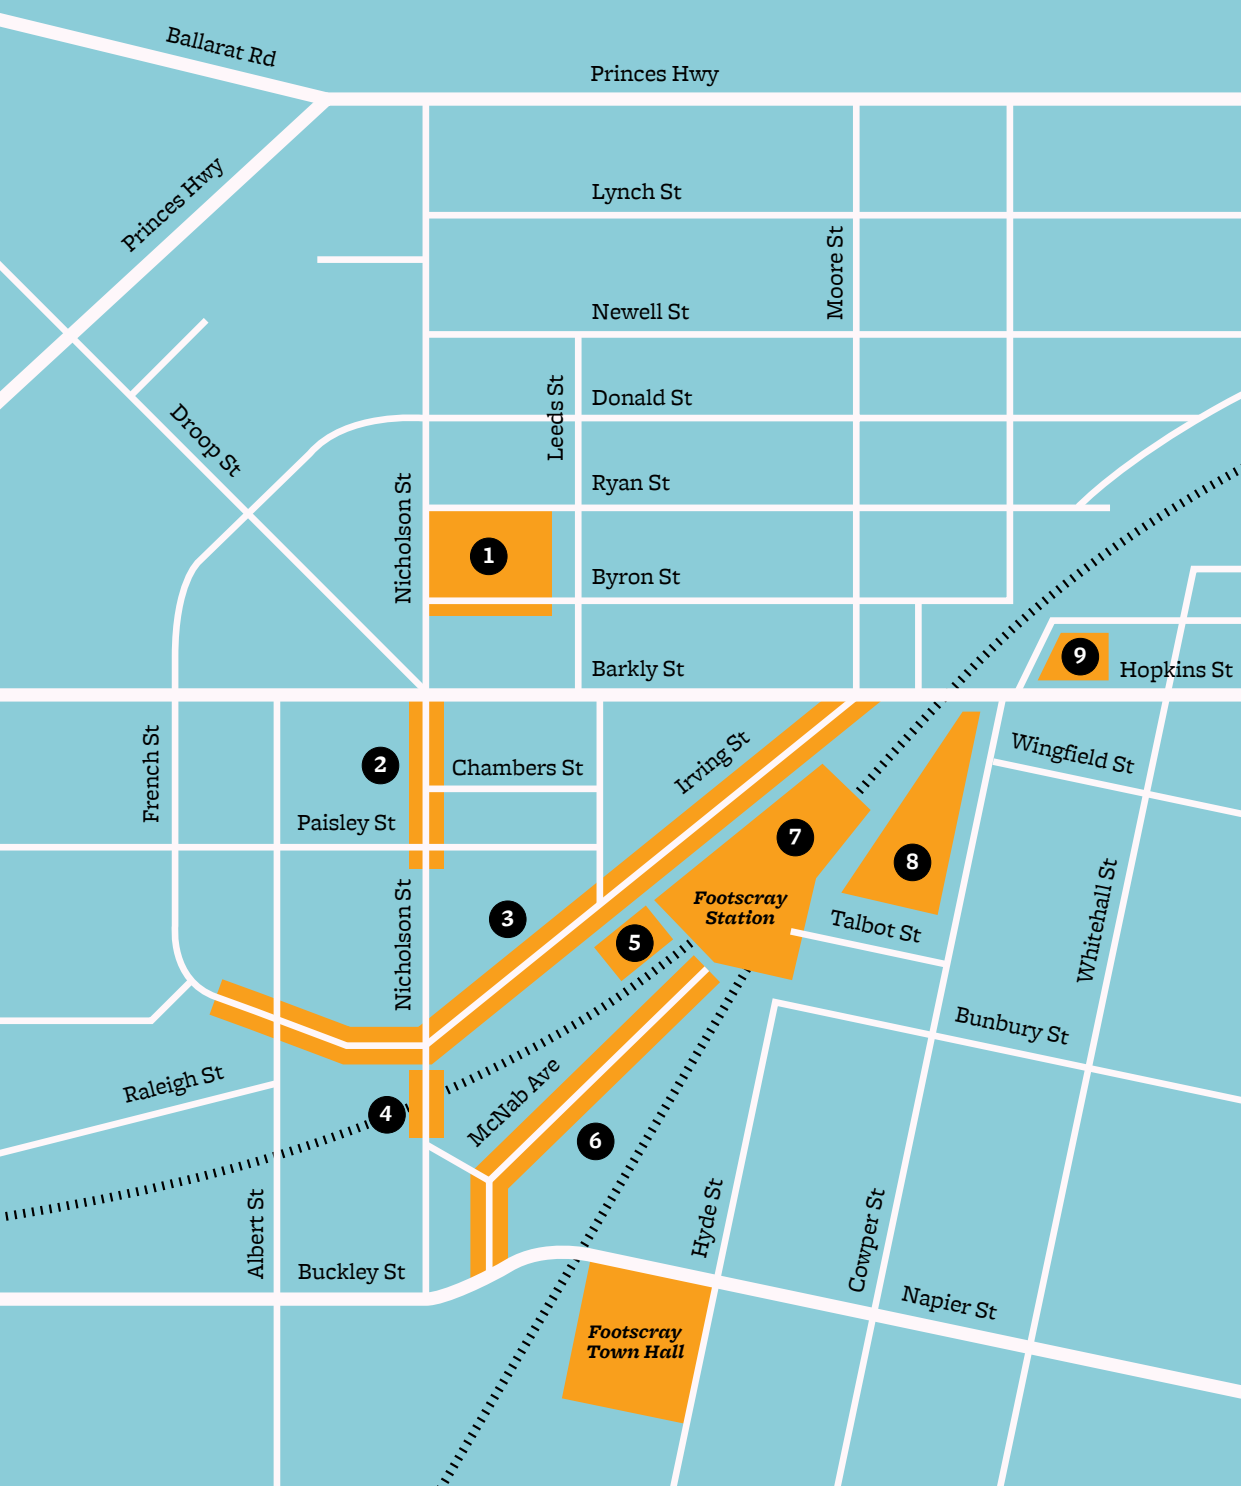 Ballarat Rd
Princes Hwy
Princes Hwy
Lynch St
Moore St
Newell St
Leeds St
Donald St
Droop St
Nicholson St
Ryan St
1
Byron St
9
Barkly St
Hopkins St
French St
2
Chambers St
Irving St
Wingfield St
Paisley St
7
8
Footscray
Station
Nicholson St
3
5
Talbot St
Whitehall St
Bunbury St
Raleigh St
4
McNab Ave
6
Albert St
Hyde St
Cowper St
Buckley St
Napier St
Footscray
Town Hall